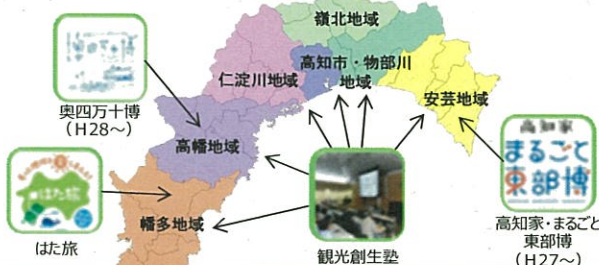 嶺北地域
高知市・物部川
地域
仁淀川地域
安芸地域
奥四万十博
(H28~)
高幡地域
高知家
まるごと
東部博
はた旅
幡多地域
はた旅
観光創生塾
高知家・まるごと
東部博
(H27~)